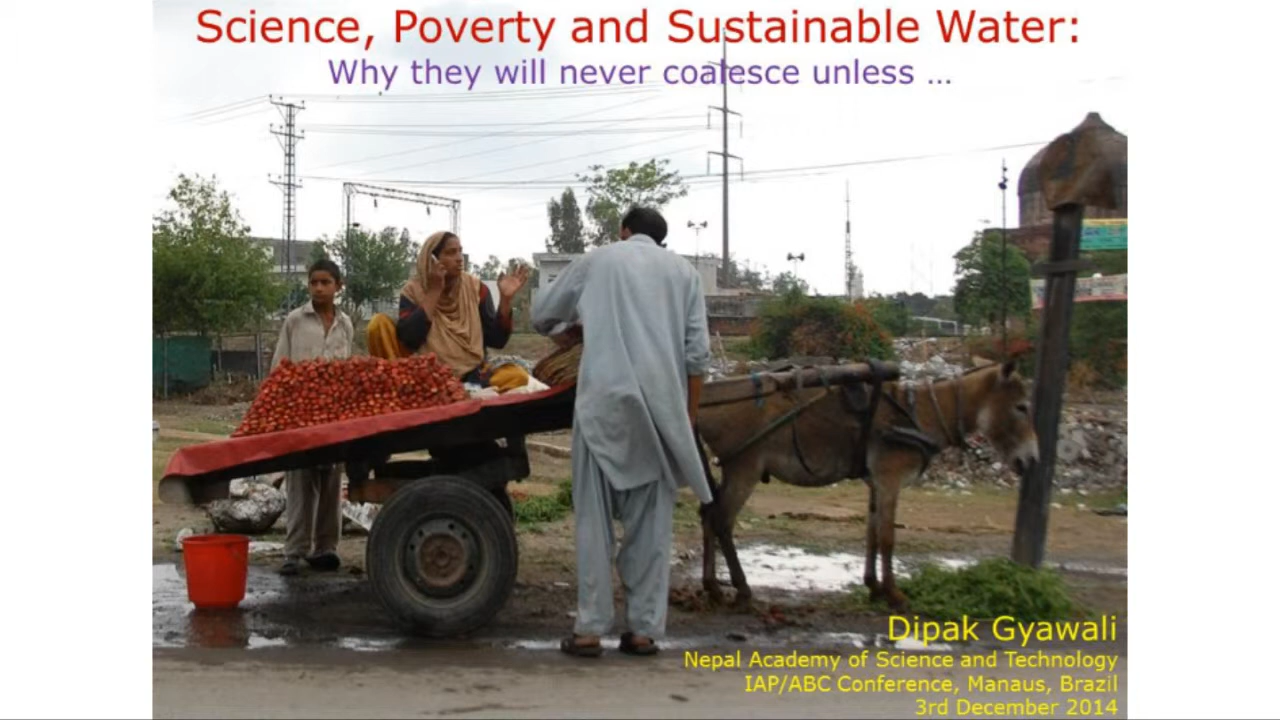 Science, Poverty and Sustainable Water:
Why they will never coalesce unless …
Dipak Gyawali
Nepal Academy of Science and Technology
IAP/ABC Conference, Manaus, Brazil
3rd December 2014